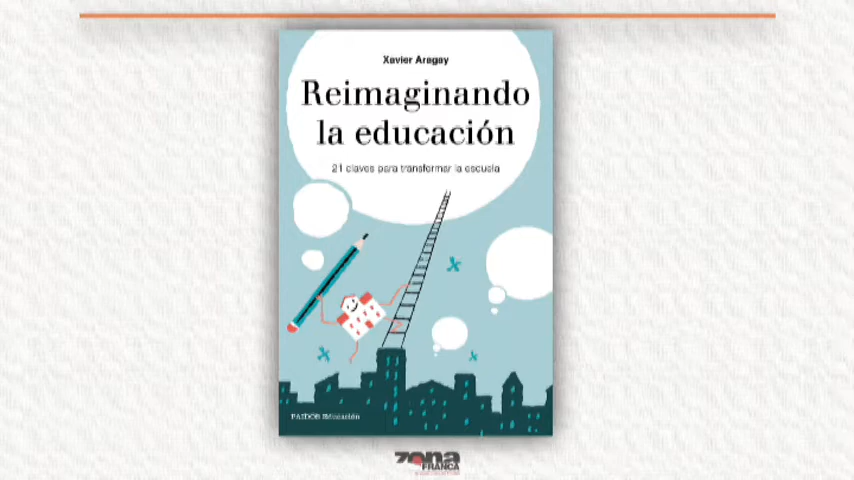 Xavier Aragay
Reimaginando
la educación
21 claves para transformar la escuela
PAIDÓS Educación
zona
FRANCA